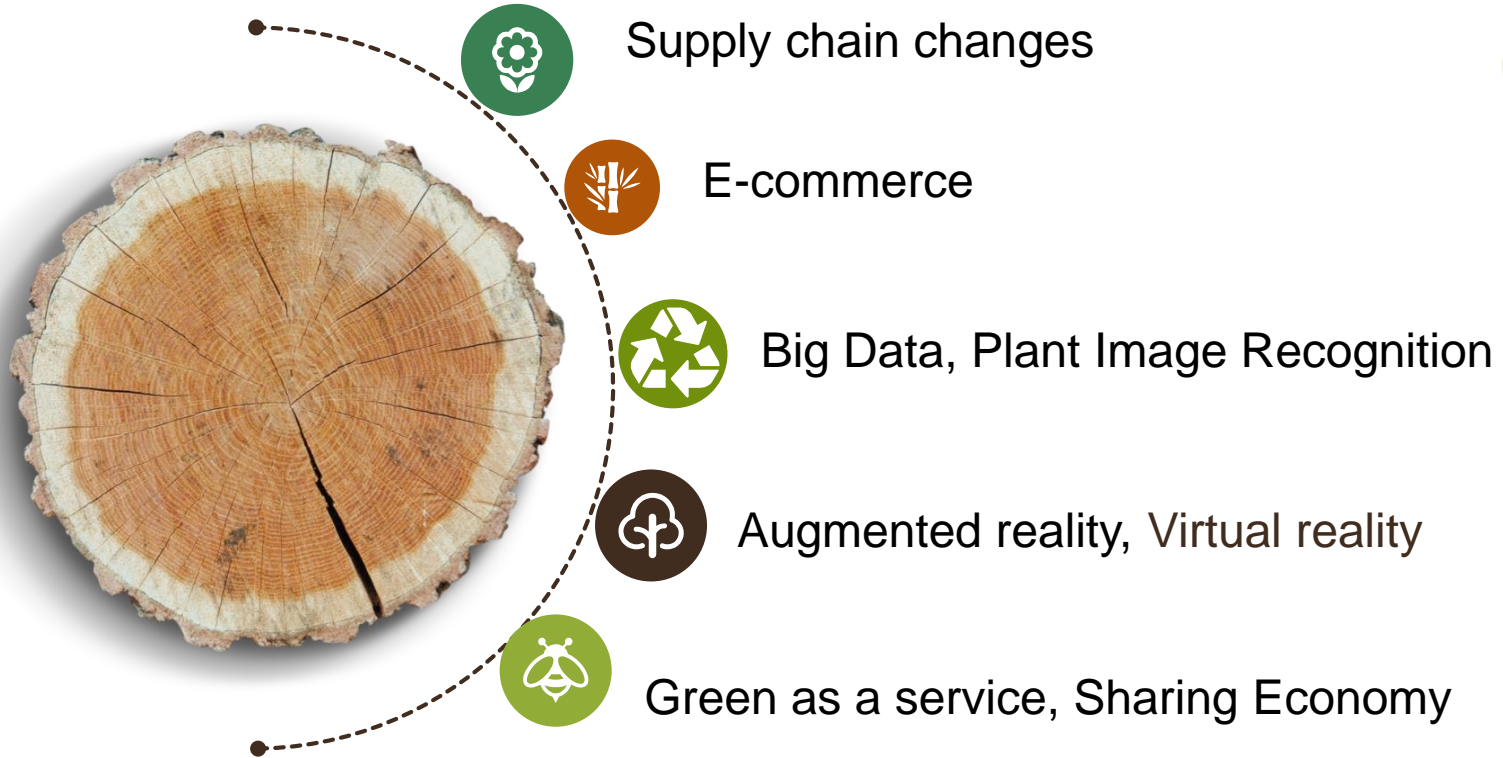 Supply chain changes
E-commerce
Big Data, Plant Image Recognition
Augmented reality, Virtual reality
Green as a service, Sharing Economy